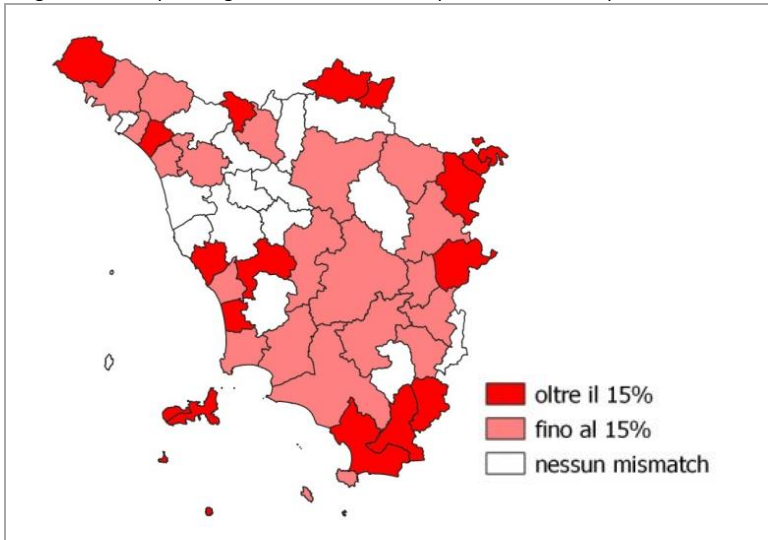 oltre il 15%
fino al 15%
nessun mismatch